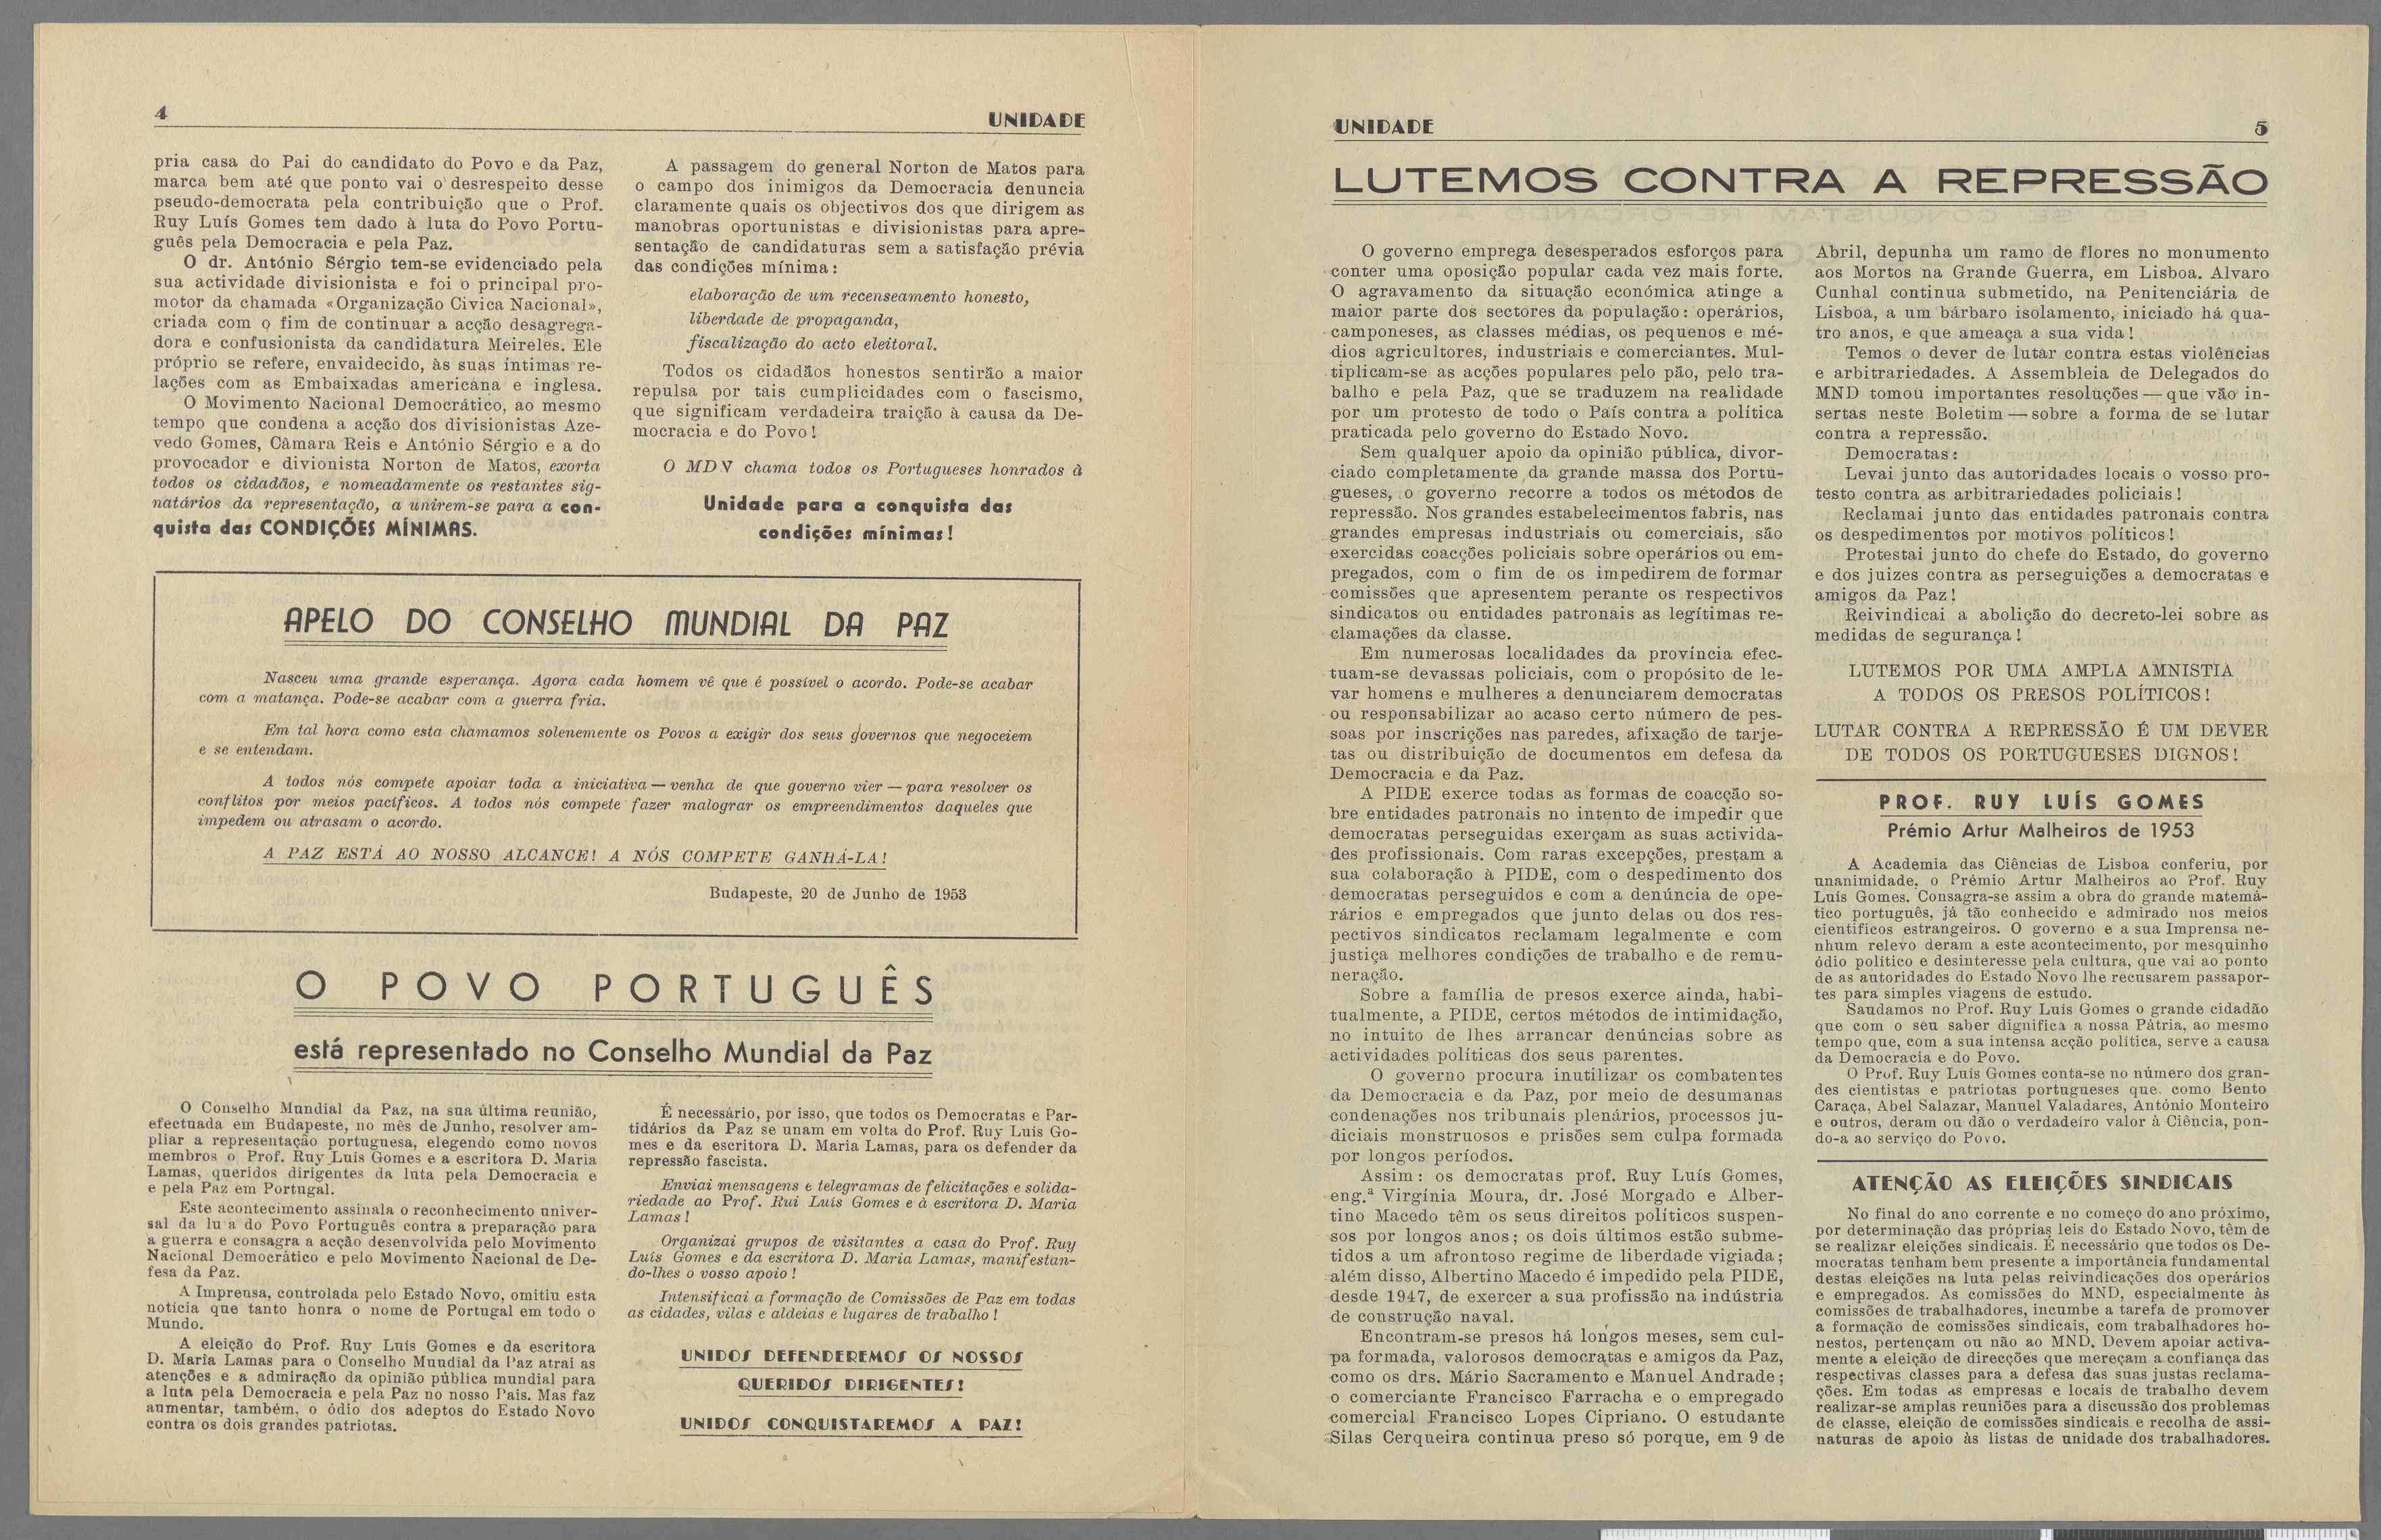 4
UNIDADE
pria casa do Pai do candidato do Povo e da Paz,
marca bem até que ponto vai o desrespeito desse
pseudo-democrata pela contribuição que o Prof.
Ruy Luís Gomes tem dado à luta do Povo Portu-
guês pela Democracia e pela Paz.
O dr. António Sérgio tem-se evidenciado pela
sua actividade divisionista e foi o principal pro-
motor da chamada «Organização Civica Nacional»,
criada com o fim de continuar a acção desagrega-
dora e confusionista da candidatura Meireles. Ele
próprio se refere, envaidecido, às suas íntimas re-
lações com as Embaixadas americana e inglesa.
O Movimento Nacional Democrático, ao mesmo
tempo que condena a acção dos divisionistas Aze-
vedo Gomes, Câmara Reis e António Sérgio e a do
provocador e divionista Norton de Matos, exorta
todos os cidadãos, e nomeadamente os restantes sig-
natários da representação, a unirem-se para a con-
quista das CONDIÇÕES MÍNIMAS.
A passagem do general Norton de Matos para
o campo dos inimigos da Democracia denuncia
claramente quais os objectivos dos que dirigem as
manobras oportunistas e divisionistas para apre-
sentação de candidaturas sem a satisfação prévia
das condições mínima:
elaboração de um recenseamento honesto,
liberdade de propaganda,
fiscalização do acto eleitoral.
Todos os cidadãos honestos sentirão a maior
repulsa por tais cumplicidades com o fascismo,
que significam verdadeira traição à causa da De-
mocracia e do Povo!
O MDN chama todos os Portugueses honrados à
Unidade para a conquista das
condições mínimas!
APELO DO CONSELHO MUNDIAL DA PAZ
Nasceu uma grande esperança. Agora cada homem vê que é possível o acordo. Pode-se acabar
com a matança. Pode-se acabar com a guerra fria.
Em tal hora como esta chamamos solenemente os Povos a exigir dos seus governos que negoceiem
e se entendam.
A todos nós compete apoiar toda a iniciativa — venha de que governo vier — para resolver os
conflitos por meios pacíficos. A todos nós compete fazer malograr os empreendimentos daqueles que
impedem ou atrasam o acordo.
A PAZ ESTÁ AO NOSSO ALCANCE! A NÓS COMPETE GANHÁ-LA!
Budapeste, 20 de Junho de 1953
O POVO PORTUGUÊS
está representado no Conselho Mundial da Paz
O Conselho Mundial da Paz, na sua última reunião,
efectuada em Budapeste, no mês de Junho, resolver am-
pliar a representação portuguesa, elegendo como novos
membros o Prof. Ruy Luis Gomes e a escritora D. Maria
Lamas, queridos dirigentes da luta pela Democracia e
e pela Paz em Portugal.
Este acontecimento assinala o reconhecimento univer-
sal da lu a do Povo Português contra a preparação para
a guerra e consagra a acção desenvolvida pelo Movimento
Nacional Democrático e pelo Movimento Nacional de De-
fesa da Paz.
A Imprensa, controlada pelo Estado Novo, omitiu esta
noticia que tanto honra o nome de Portugal em todo o
Mundo.
A eleição do Prof. Ruy Luís Gomes e da escritora
D. Maria Lamas para o Conselho Mundial da Paz atrai as
atenções e a admiração da opinião pública mundial para
a luta pela Democracia e pela Paz no nosso Pais. Mas faz
aumentar, também, o ódio dos adeptos do Estado Novo
contra os dois grandes patriotas.
É necessário, por isso, que todos os Democratas e Par-
tidários da Paz se unam em volta do Prof. Ruy Luís Go-
mes e da escritora D. Maria Lamas, para os defender da
repressão fascista.
Enviai mensagens e telegramas de felicitações e solida-
riedade ao Prof. Rui Luís Gomes e à escritora D. Maria
Lamas!
Organizai grupos de visitantes a casa do Prof. Ruy
Luís Gomes e da escritora D. Maria Lamas, manifestan-
do-lhes o vosso apoio!
Intensificai a formação de Comissões de Paz em todas
as cidades, vilas e aldeias e lugares de trabalho!
UNIDOS DEFENDEREMOS OS NOSSOS
QUERIDOS DIRIGENTES!
UNIDOS CONQUISTAREMOS A PAZ!
UNIDADE
5
LUTEMOS CONTRA A REPRESSÃO
O governo emprega desesperados esforços para
conter uma oposição popular cada vez mais forte.
O agravamento da situação económica atinge a
maior parte dos sectores da população: operários,
camponeses, as classes médias, os pequenos e mé-
dios agricultores, industriais e comerciantes. Mul-
tiplicam-se as acções populares pelo pão, pelo tra-
balho e pela Paz, que se traduzem na realidade
por um protesto de todo o País contra a política
praticada pelo governo do Estado Novo.
Sem qualquer apoio da opinião pública, divor-
ciado completamente da grande massa dos Portu-
gueses, o governo recorre a todos os métodos de
repressão. Nos grandes estabelecimentos fabris, nas
grandes empresas industriais ou comerciais, são
exercidas coacções policiais sobre operários ou em-
pregados, com o fim de os impedirem de formar
comissões que apresentem perante os respectivos
sindicatos ou entidades patronais as legítimas re-
clamações da classe.
Em numerosas localidades da província efec-
tuam-se devassas policiais, com o propósito de le-
var homens e mulheres a denunciarem democratas
ou responsabilizar ao acaso certo número de pes-
soas por inscrições nas paredes, afixação de tarje-
tas ou distribuição de documentos em defesa da
Democracia e da Paz.
A PIDE exerce todas as formas de coacção so-
bre entidades patronais no intento de impedir que
democratas perseguidas exerçam as suas activida-
des profissionais. Com raras excepções, prestam a
sua colaboração à PIDE, com o despedimento dos
democratas perseguidos e com a denúncia de ope-
rários e empregados que junto delas ou dos res-
pectivos sindicatos reclamam legalmente e com
justiça melhores condições de trabalho e de remu-
neração.
Sobre a família de presos exerce ainda, habi-
tualmente, a PIDE, certos métodos de intimidação,
no intuito de lhes arrancar denúncias sobre as
actividades políticas dos seus parentes.
O governo procura inutilizar os combatentes
da Democracia e da Paz, por meio de desumanas
condenações nos tribunais plenários, processos ju-
diciais monstruosos e prisões sem culpa formada
por longos períodos.
Assim: os democratas prof. Ruy Luís Gomes,
eng.ª Virgínia Moura, dr. José Morgado e Alber-
tino Macedo têm os seus direitos políticos suspen-
sos por longos anos; os dois últimos estão subme-
tidos a um afrontoso regime de liberdade vigiada;
além disso, Albertino Macedo é impedido pela PIDE,
desde 1947, de exercer a sua profissão na indústria
de construção naval.
Encontram-se presos há longos meses, sem cul-
pa formada, valorosos democratas e amigos da Paz,
como os drs. Mário Sacramento e Manuel Andrade;
o comerciante Francisco Farracha e o empregado
comercial Francisco Lopes Cipriano. O estudante
Silas Cerqueira continua preso só porque, em 9 de
Abril, depunha um ramo de flores no monumento
aos Mortos na Grande Guerra, em Lisboa. Alvaro
Cunhal continua submetido, na Penitenciária de
Lisboa, a um bárbaro isolamento, iniciado há qua-
tro anos, e que ameaça a sua vida!
Temos o dever de lutar contra estas violências
e arbitrariedades. A Assembleia de Delegados do
MND tomou importantes resoluções — que vão in-
sertas neste Boletim — sobre a forma de se lutar
contra a repressão.
Democratas:
Levai junto das autoridades locais o vosso pro-
testo contra as arbitrariedades policiais!
Reclamai junto das entidades patronais contra
os despedimentos por motivos políticos!
Protestai junto do chefe do Estado, do governo
e dos juizes contra as perseguições a democratas e
amigos da Paz!
Reivindicai a abolição do decreto-lei sobre as
medidas de segurança!
LUTEMOS POR UMA AMPLA AMNISTIA
A TODOS OS PRESOS POLÍTICOS!
LUTAR CONTRA A REPRESSÃO É UM DEVER
DE TODOS OS PORTUGUESES DIGNOS!
PROF. RUY LUÍS GOMES
Prémio Artur Malheiros de 1953
A Academia das Ciências de Lisboa conferiu, por
unanimidade, o Prémio Artur Malheiros ao Prof. Ruy
Luís Gomes. Consagra-se assim a obra do grande matemá-
tico português, já tão conhecido e admirado nos meios
cientificos estrangeiros. O governo e a sua Imprensa ne-
nhum relevo deram a este acontecimento, por mesquinho
ódio politico e desinteresse pela cultura, que vai ao ponto
de as autoridades do Estado Novo lhe recusarem passapor-
tes para simples viagens de estudo.
Saudamos no Prof. Ruy Luís Gomes o grande cidadão
que com o seu saber dignifica a nossa Pátria, ao mesmo
tempo que, com a sua intensa acção politica, serve a causa
da Democracia e do Povo.
O Prof. Ruy Luís Gomes conta-se no número dos gran-
des cientistas e patriotas portugueses que. como Bento
Caraça, Abel Salazar, Manuel Valadares, António Monteiro
e outros, deram ou dão o verdadeiro valor à Ciência, pon-
do-a ao serviço do Povo.
ATENÇÃO AS ELEIÇÕES SINDICAIS
No final do ano corrente e no começo do ano próximo,
por determinação das próprias leis do Estado Novo, têm de
se realizar eleições sindicais. É necessário que todos os De-
mocratas tenham bem presente a importância fundamental
destas eleições na luta pelas reivindicações dos operários
e empregados. As comissões do MND, especialmente às
comissões de trabalhadores, incumbe a tarefa de promover
a formação de comissões sindicais, com trabalhadores ho-
nestos, pertençam ou não ao MND. Devem apoiar activa-
mente a eleição de direcções que mereçam a confiança das
respectivas classes para a defesa das suas justas reclama-
ções. Em todas as empresas e locais de trabalho devem
realizar-se amplas reuniões para a discussão dos problemas
de classe, eleição de comissões sindicais e recolha de assi-
naturas de apoio às listas de unidade dos trabalhadores.